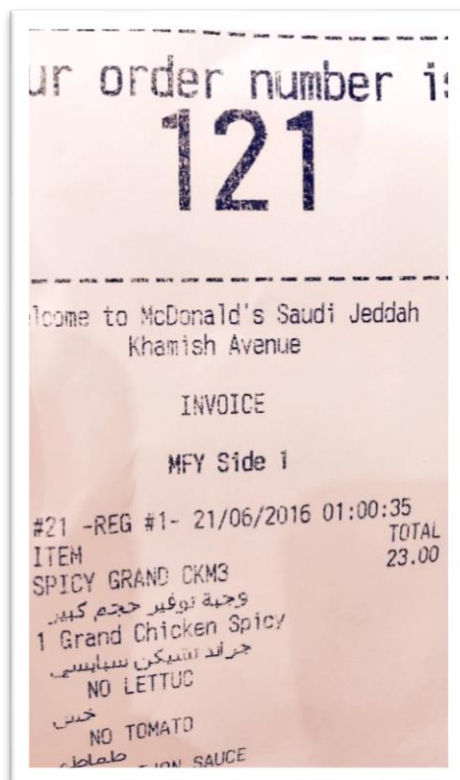 ur order number is
121
lcome to McDonald's Saudi Jeddah
Khamish Avenue
INVOICE
MFY Side 1
#21 -REG #1- 21/06/2016 01:00:35
ITEM TOTAL
SPICY GRAND CKM3 23.00
وجبة توفير حجم كبير
1 Grand Chicken Spicy
جراند تشيكن سبايسي
NO LETTUC
خس
NO TOMATO
طماطم
SAUCE